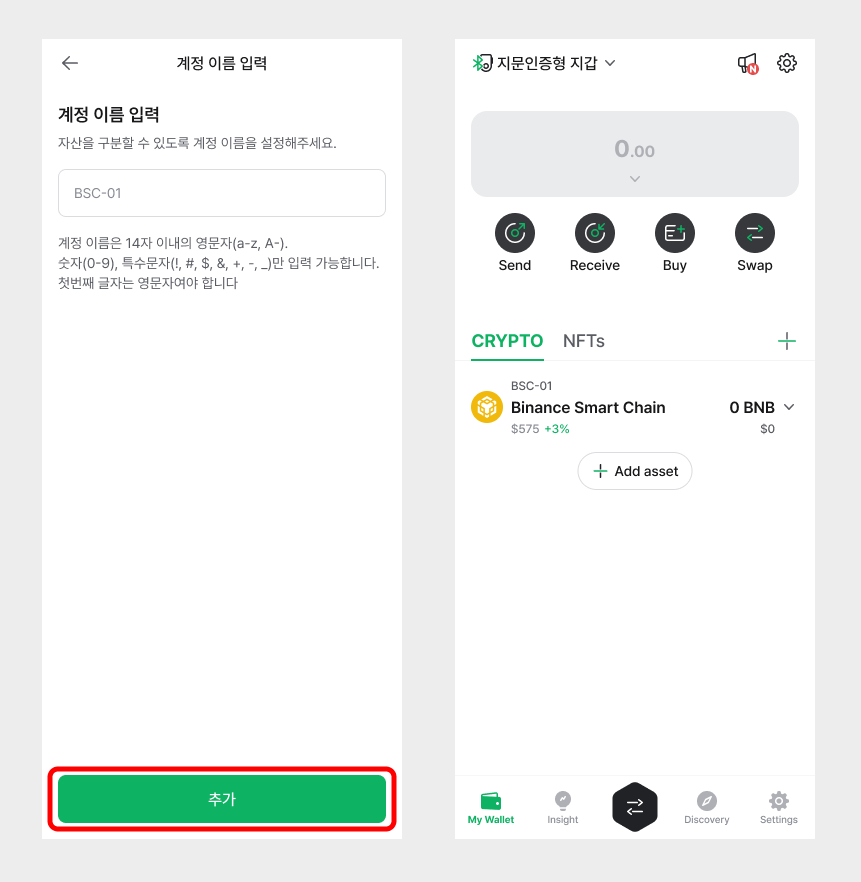 계정 이름 입력
계정 이름 입력
자산을 구분할 수 있도록 계정 이름을 설정해주세요.
BSC-01
계정 이름은 14자 이내의 영문자(a-z, A-).
숫자(0-9), 특수문자(!, #, $, &, +, -, _)만 입력 가능합니다.
첫번째 글자는 영문자여야 합니다
추가
지문인증형 지갑
N
0.00
Send Receive Buy Swap
CRYPTO NFTs
BSC-01
Binance Smart Chain 0 BNB
$575 +3% $0
Add asset
My Wallet Insight Discovery Settings